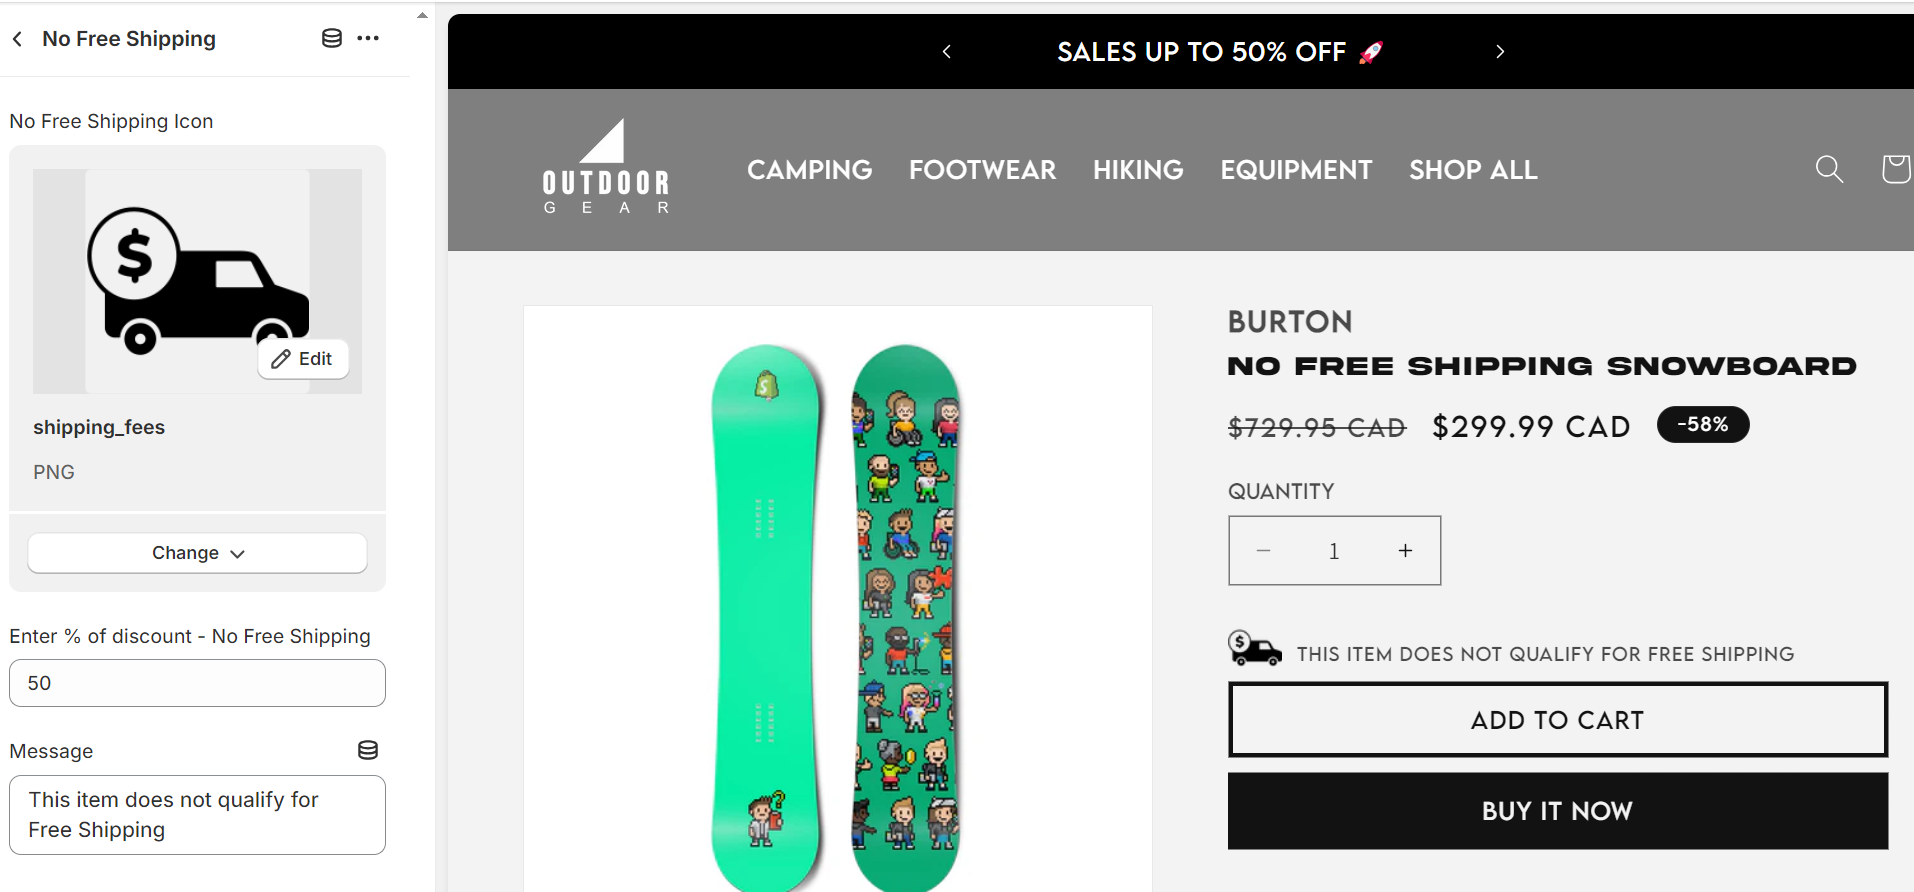 No Free Shipping
No Free Shipping Icon
$
Edit
shipping_fees
PNG
Change
Enter % of discount - No Free Shipping
50
Message
This item does not qualify for
Free Shipping
SALES UP TO 50% OFF 🚀
OUTDOOR
GEAR
CAMPING FOOTWEAR HIKING EQUIPMENT SHOP ALL
BURTON
NO FREE SHIPPING SNOWBOARD
$729.95 CAD $299.99 CAD -58%
QUANTITY
− 1 +
$ THIS ITEM DOES NOT QUALIFY FOR FREE SHIPPING
ADD TO CART
BUY IT NOW
S
?